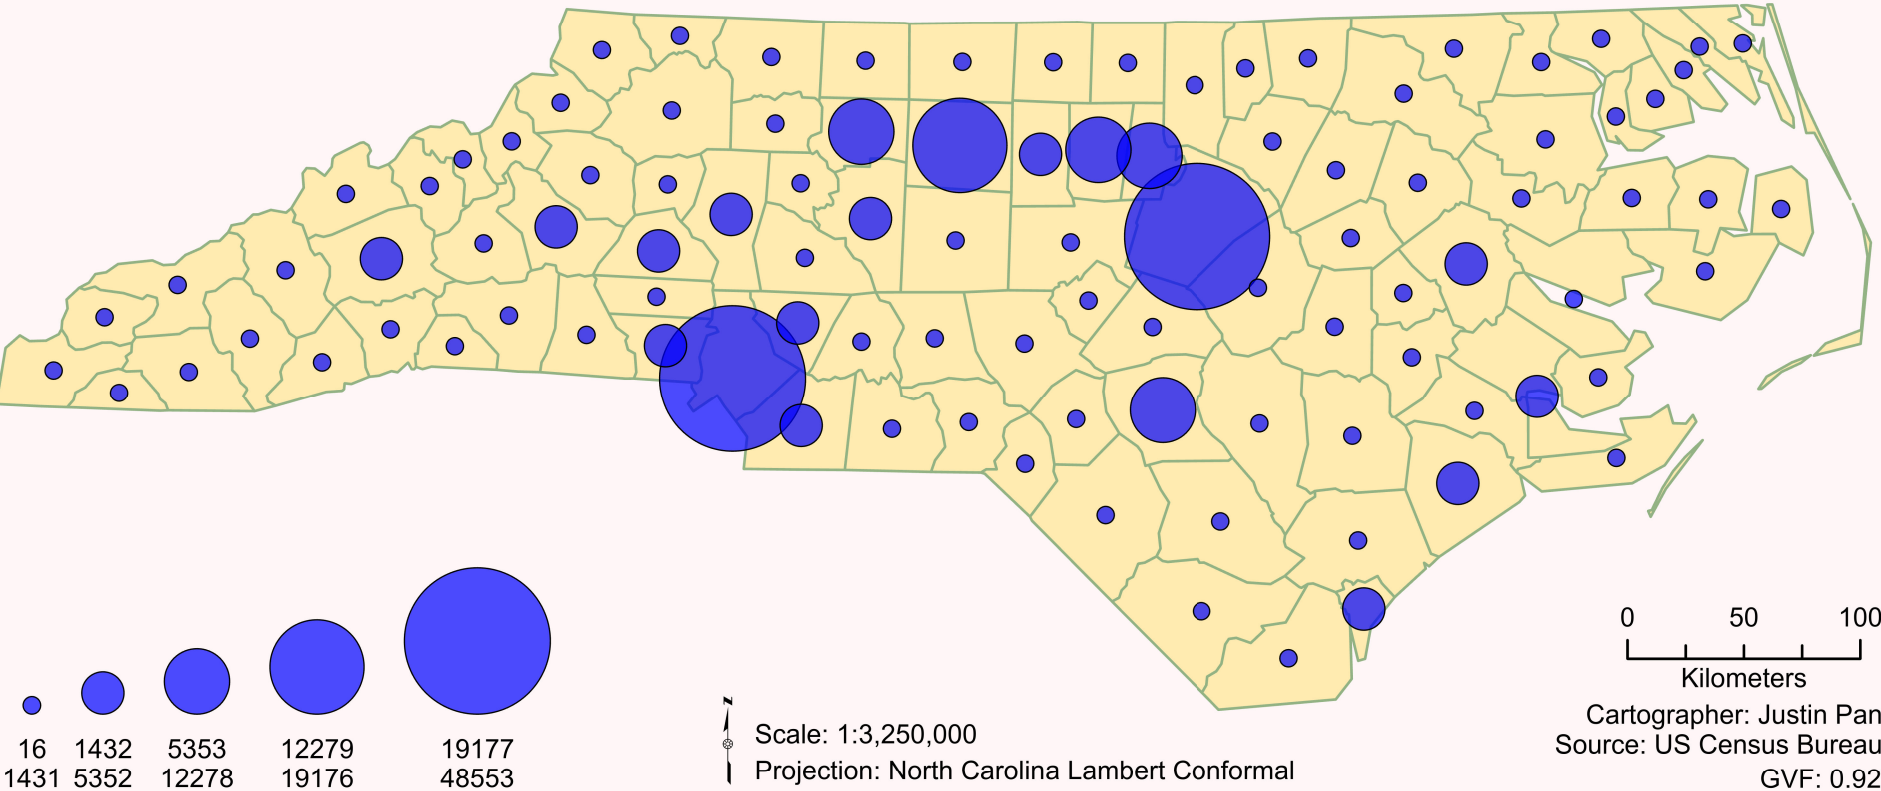 0 50 100
Kilometers
Cartographer: Justin Pan
Source: US Census Bureau
GVF: 0.92
N
Scale: 1:3,250,000
Projection: North Carolina Lambert Conformal
16 1432 5353 12279 19177
1431 5352 12278 19176 48553